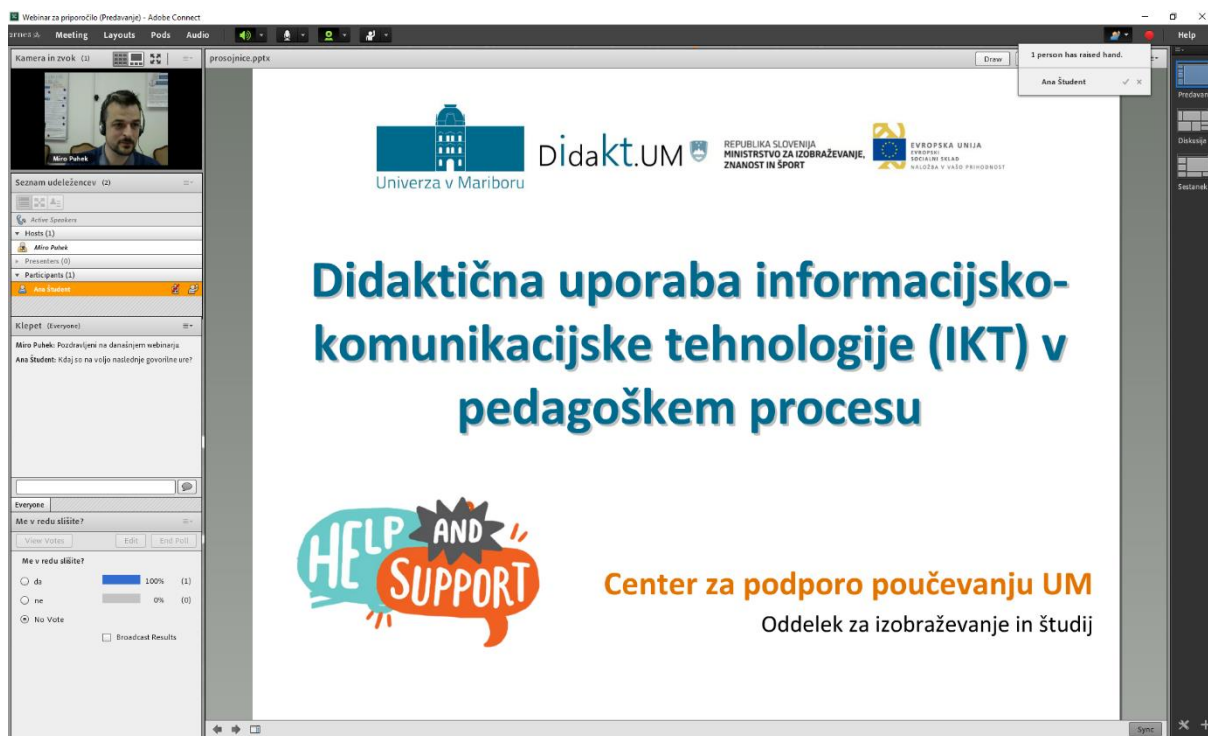 Webinar za priporočilo (Predavanje) - Adobe Connect
Meeting Layouts Pods Audio Help
Kamera in zvok (1)
Miro Puhek
Seznam udeležencev (2)
Active Speakers
Hosts (1)
Miro Puhek
Presenters (0)
Participants (1)
Ana Študent
Klepet (Everyone)
Miro Puhek: Pozdravljeni na današnjem webinarju
Ana Študent: Kdaj so na voljo naslednje govorilne ure?
Everyone
Me v redu slišite?
View Votes Edit End Poll
Me v redu slišite?
da 100% (1)
ne 0% (0)
No Vote
Broadcast Results
prosojnice.pptx
Draw
1 person has raised hand.
Ana Študent
Univerza v Mariboru
Didakt.UM
REPUBLIKA SLOVENIJA
MINISTRSTVO ZA IZOBRAŽEVANJE,
ZNANOST IN ŠPORT
EVROPSKA UNIJA
EVROPSKI
SOCIALNI SKLAD
NALOŽBA V VAŠO PRIHODNOST
Didaktična uporaba informacijsko-
komunikacijske tehnologije (IKT) v
pedagoškem procesu
HELP AND
SUPPORT
Center za podporo poučevanju UM
Oddelek za izobraževanje in študij
Sync
Diskusija
Sestanek